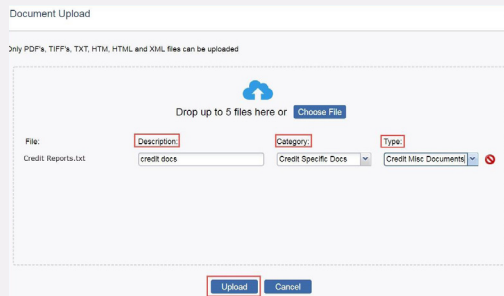 Document Upload
Only PDF's, TIFF's, TXT, HTM, HTML and XML files can be uploaded
Drop up to 5 files here or Choose File
File: Description: Category: Type:
Credit Reports.txt credit docs Credit Specific Docs Credit Misc Documents
Upload Cancel